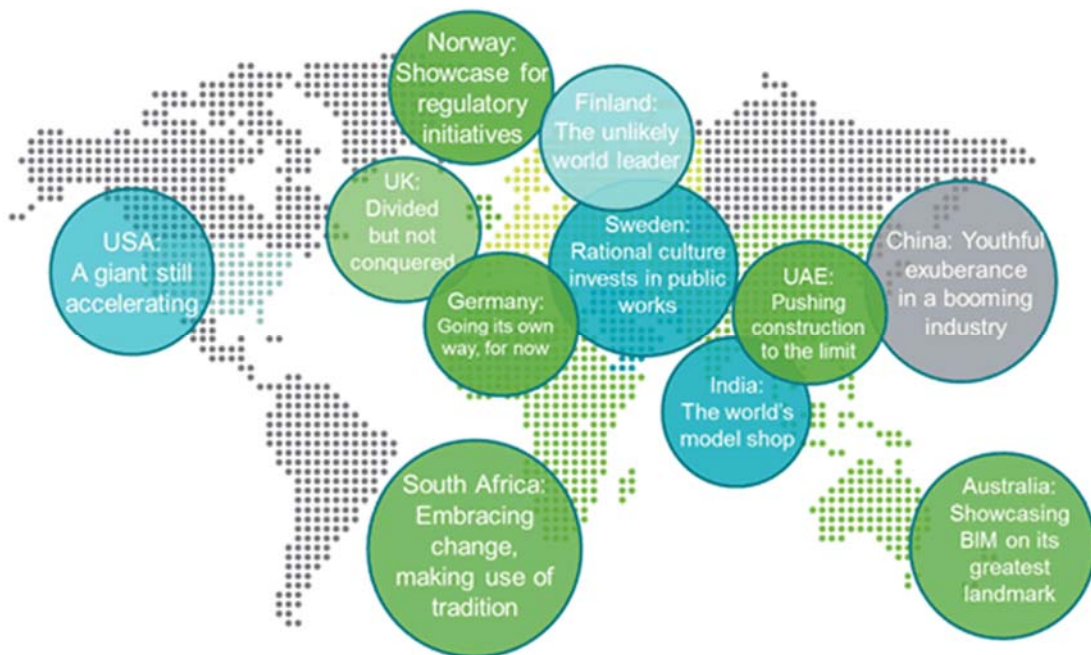 Norway:
Showcase for
regulatory
initiatives
Finland:
The unlikely
world leader
UK:
Divided
but not
conquered
USA:
A giant still
accelerating
Sweden:
Rational culture
invests in public
works
China: Youthful
exuberance
in a booming
industry
Germany:
Going its own
way, for now
UAE:
Pushing
construction
to the limit
India:
The world's
model shop
South Africa:
Embracing
change,
making use of
tradition
Australia:
Showcasing
BIM on its
greatest
landmark